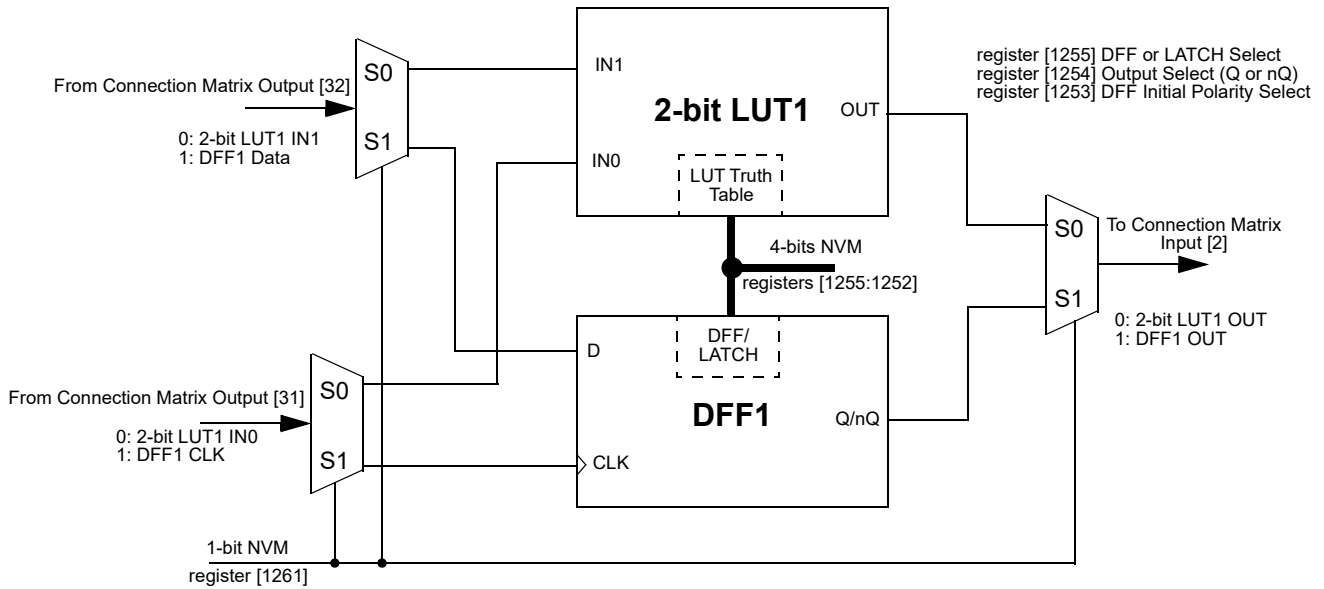 From Connection Matrix Output [32]
0: 2-bit LUT1 IN1
1: DFF1 Data
S0
S1
IN1
IN0
2-bit LUT1
OUT
LUT Truth
Table
register [1255] DFF or LATCH Select
register [1254] Output Select (Q or nQ)
register [1253] DFF Initial Polarity Select
4-bits NVM
registers [1255:1252]
S0
S1
To Connection Matrix
Input [2]
0: 2-bit LUT1 OUT
1: DFF1 OUT
From Connection Matrix Output [31]
0: 2-bit LUT1 IN0
1: DFF1 CLK
S0
S1
D
DFF/
LATCH
DFF1
Q/nQ
CLK
1-bit NVM
register [1261]